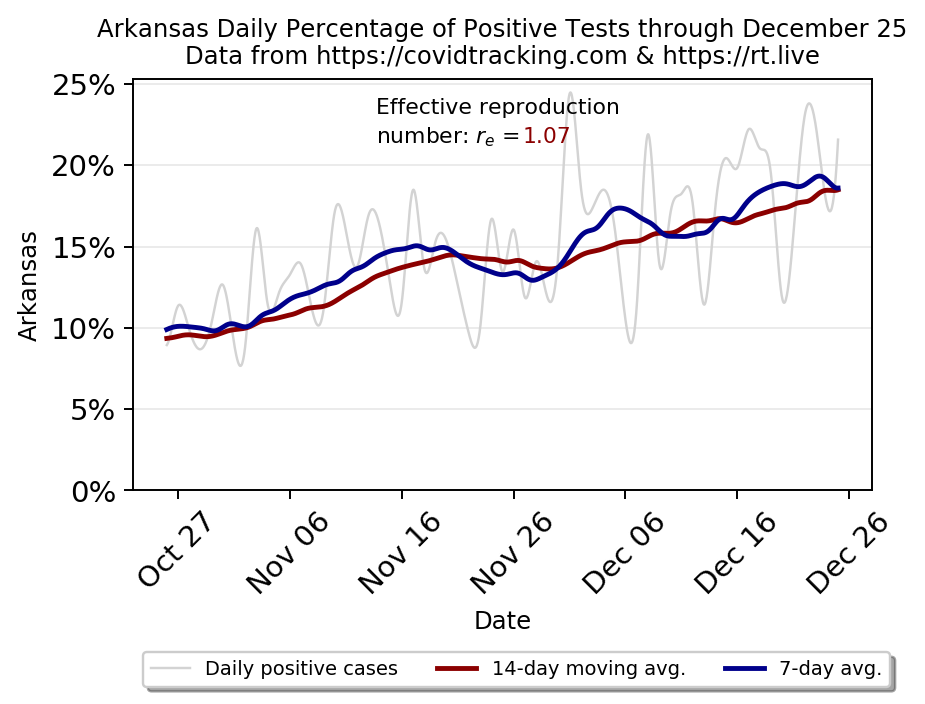 Arkansas Daily Percentage of Positive Tests through December 25
Data from https://covidtracking.com & https://rt.live
25%
Effective reproduction
number: rₑ =1.07
20%
15%
10%
5%
0%
Arkansas
Oct 27
Nov 06
Nov 16
Nov 26
Dec 06
Dec 16
Dec 26
Date
Daily positive cases
14-day moving avg.
7-day avg.